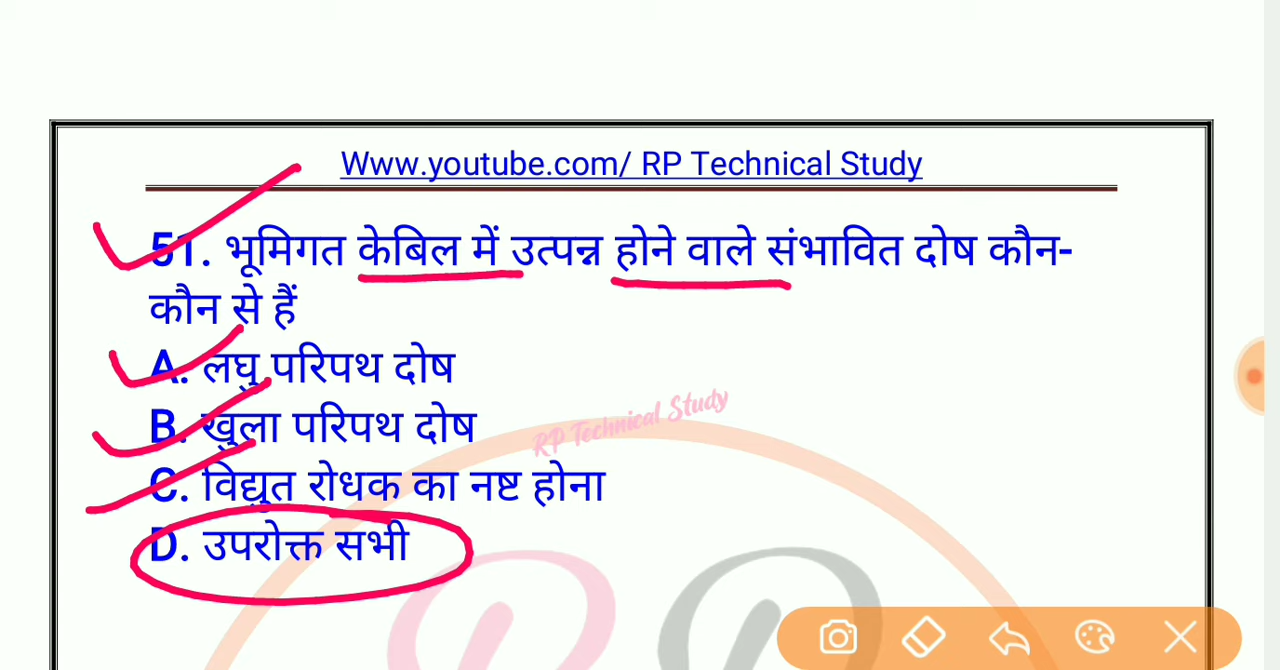 Www.youtube.com/ RP Technical Study
51. भूमिगत केबिल में उत्पन्न होने वाले संभावित दोष कौन-
कौन से हैं
A. लघु परिपथ दोष
B. खुला परिपथ दोष
RP Technical Study
C. विद्युत रोधक का नष्ट होना
D. उपरोक्त सभी